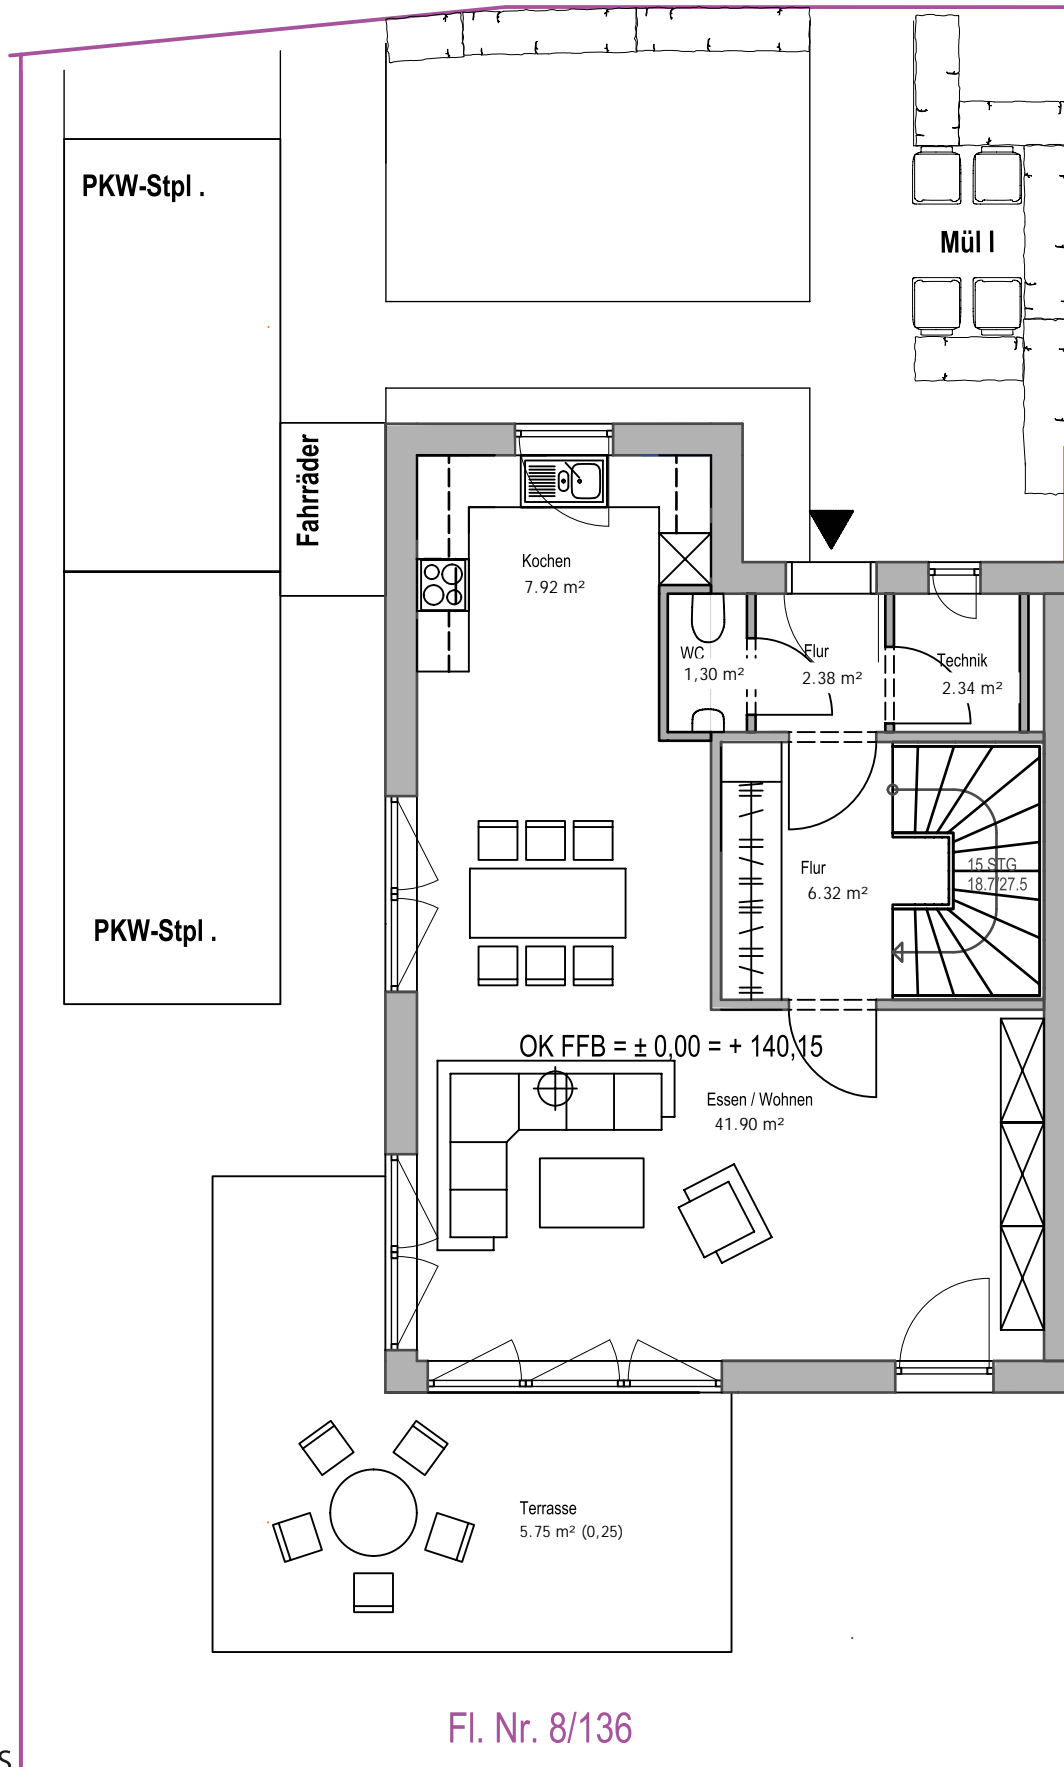 PKW-Stpl .
Mül l
Fahrräder
Kochen
7.92 m²
WC
1,30 m²
Flur
2.38 m²
Technik
2.34 m²
Flur
6.32 m²
15 STG
18.7/27.5
PKW-Stpl .
OK FFB = ± 0,00 = + 140,15
Essen / Wohnen
41.90 m²
Terrasse
5.75 m² (0,25)
Fl. Nr. 8/136
S